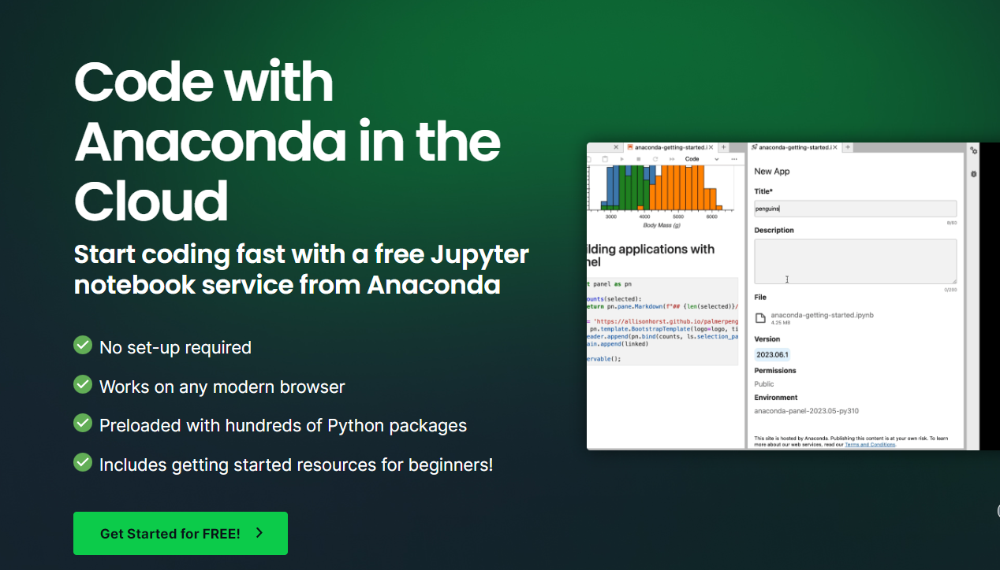 Code with
Anaconda in the
Cloud
Start coding fast with a free Jupyter
notebook service from Anaconda
No set-up required
Works on any modern browser
Preloaded with hundreds of Python packages
Includes getting started resources for beginners!
Get Started for FREE!
anaconda-getting-started.i
Code
3000 4000 5000 6000
Body Mass (g)
ilding applications with
nel
t panel as pn
ounts(selected):
eturn pn.pane.Markdown(f"## {len(selected)}/
= 'https://allisonhorst.github.io/palmerpeng
pn.template.BootstrapTemplate(logo=logo, ti
eader.append(pn.bind(counts, ls.selection_pa
ain.append(linked)
ervable();
anaconda-getting-started.i
New App
Title*
penguins
8/60
Description
0/280
File
anaconda-getting-started.ipynb
4.25 MB
Version
2023.06.1
Permissions
Public
Environment
anaconda-panel-2023.05-py310
This site is hosted by Anaconda. Publishing this content is at your own risk. To learn
more about our web services, read our Terms and Conditions.